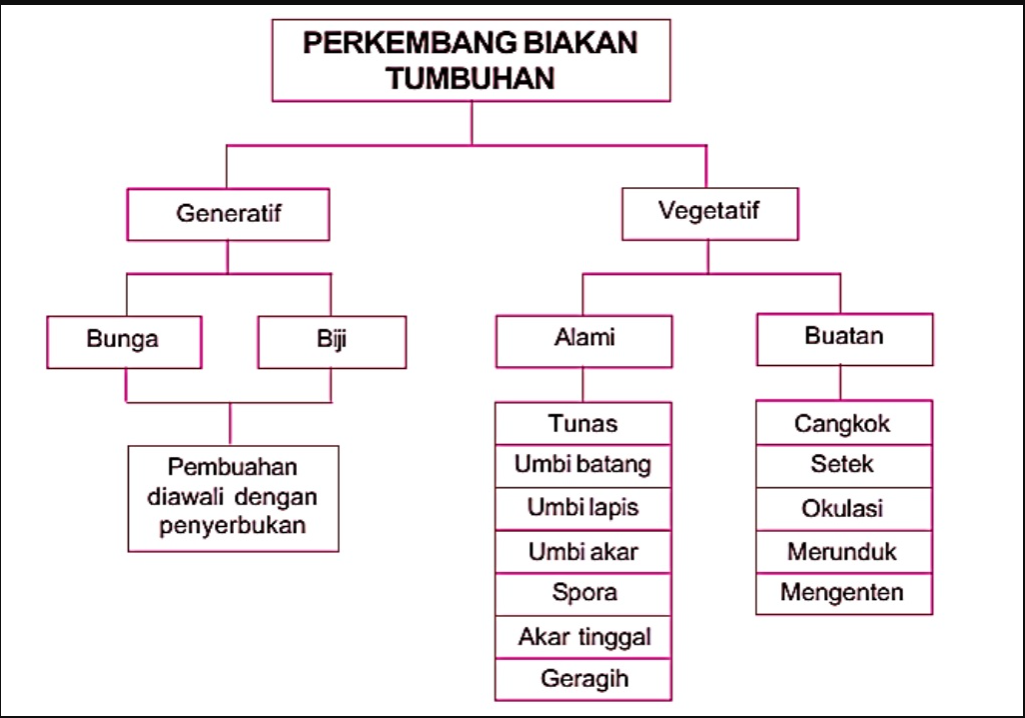 PERKEMBANG BIAKAN
TUMBUHAN
Generatif
Vegetatif
Bunga
Biji
Alami
Buatan
Pembuahan
diawali dengan
penyerbukan
Tunas
Umbi batang
Umbi lapis
Umbi akar
Spora
Akar tinggal
Geragih
Cangkok
Setek
Okulasi
Merunduk
Mengenten